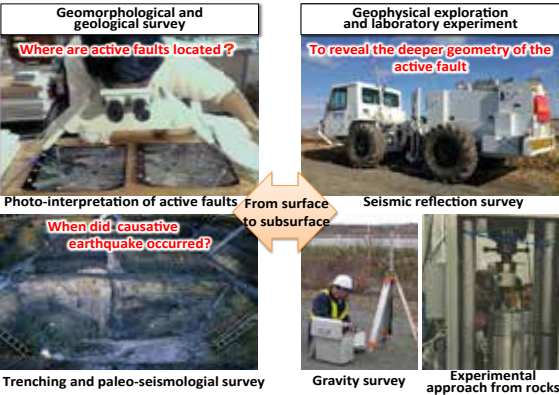 Geomorphological and
geological survey
Where are active faults located ?
Photo-interpretation of active faults
When did causative
earthquake occurred?
Trenching and paleo-seismologial survey
From surface
to subsurface
Geophysical exploration
and laboratory experiment
To reveal the deeper geometry of the
active fault
Seismic reflection survey
Gravity survey
Experimental
approach from rocks